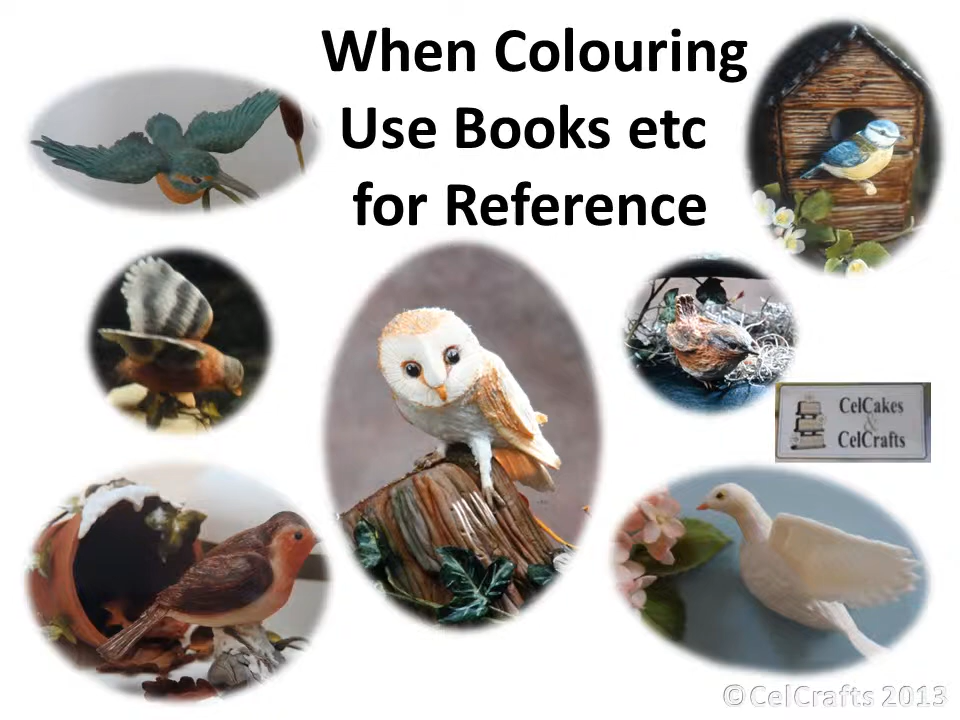 When Colouring
Use Books etc
for Reference
CelCakes
&
CelCrafts
©CelCrafts 2013